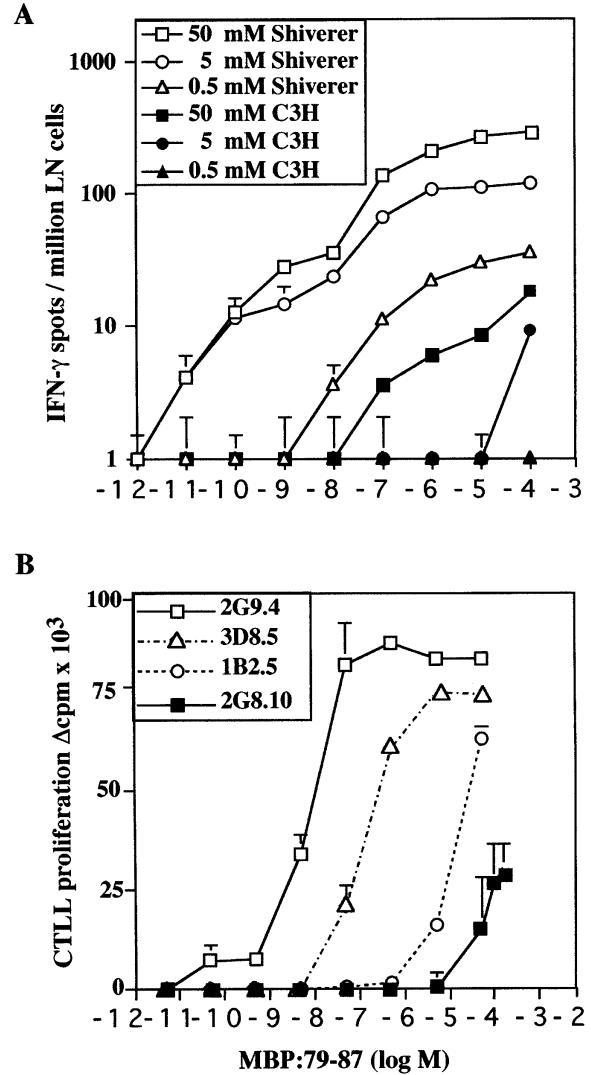 A
IFN-γ spots / million LN cells
1000
100
10
1
50 mM Shiverer
5 mM Shiverer
0.5 mM Shiverer
50 mM C3H
5 mM C3H
0.5 mM C3H
-12 -11 -10 -9 -8 -7 -6 -5 -4 -3
B
CTLL proliferation Δcpm x 10³
100
75
50
25
0
2G9.4
3D8.5
1B2.5
2G8.10
-12 -11 -10 -9 -8 -7 -6 -5 -4 -3 -2
MBP:79-87 (log M)